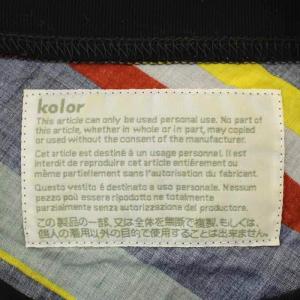 kolor
This article can only be used personal use. No part of
this article, whether in whole or in part, may copied
or used without the consent of the manufacturer.
Cet article est destiné à un usage personnel. Il est
interdit de reproduire cet article entièrement ou
même partiellement sans l'autorisation du fabricant.
Questo vestito é destinato a uso personale. Nessun
pezzo può essere ripetuto ne totalmente
parzialmente senza autorizzazione del productore.
この製品の一部、又は全体を無断で複製、もしくは、
個人の着用以外の目的で使用することは出来ません。